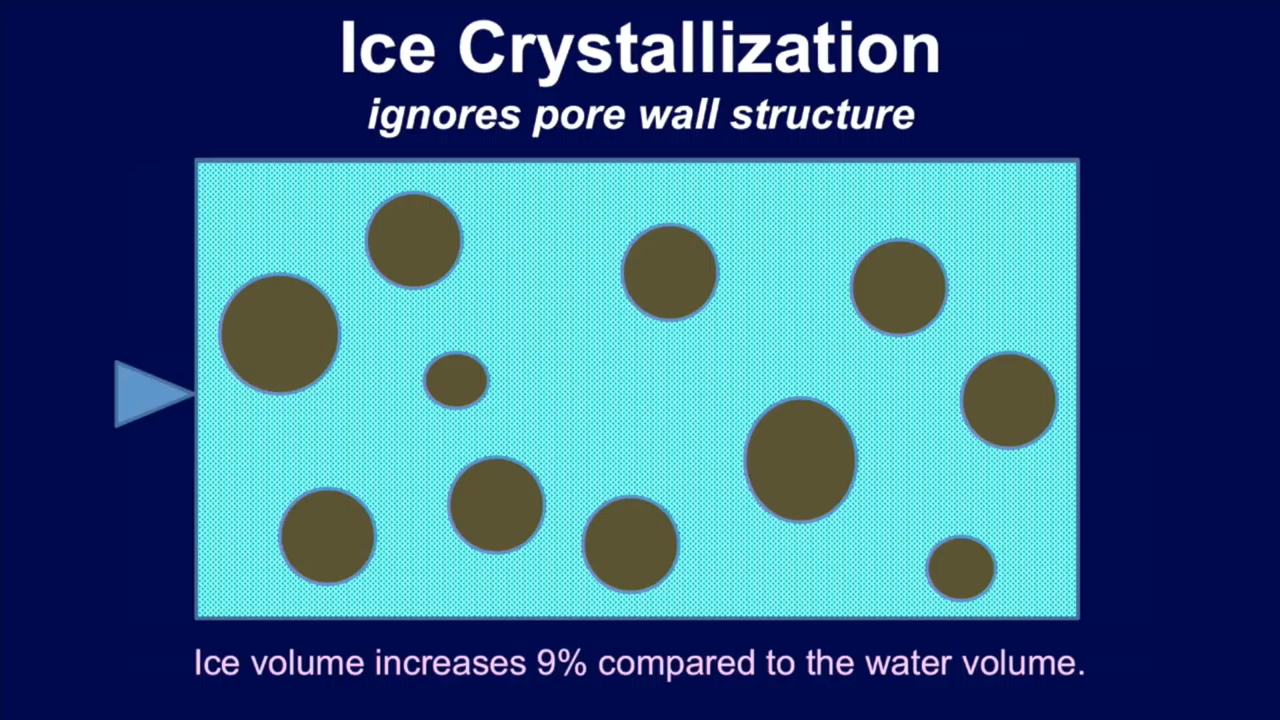 Ice Crystallization
ignores pore wall structure
Ice volume increases 9% compared to the water volume.